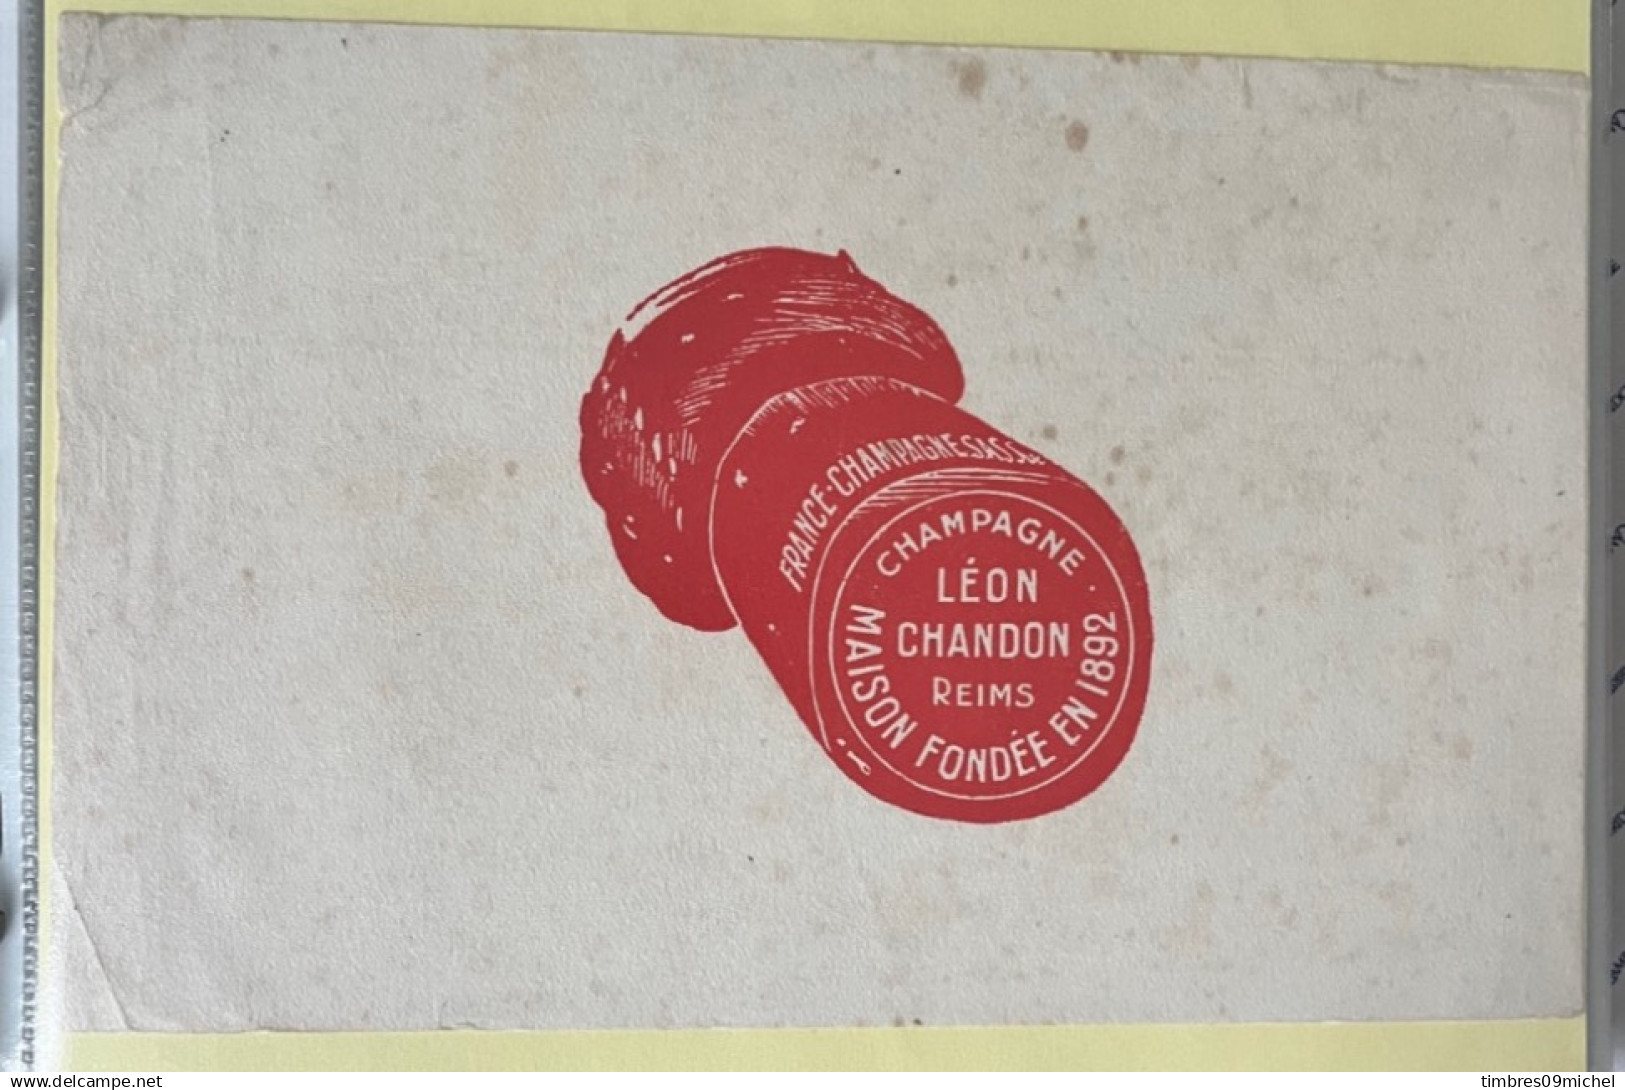 FRANCE-CHAMPAGNE
CHAMPAGNE
LÉON
CHANDON
REIMS
MAISON FONDÉE EN 1892
www.delcampe.net
timbres09michel